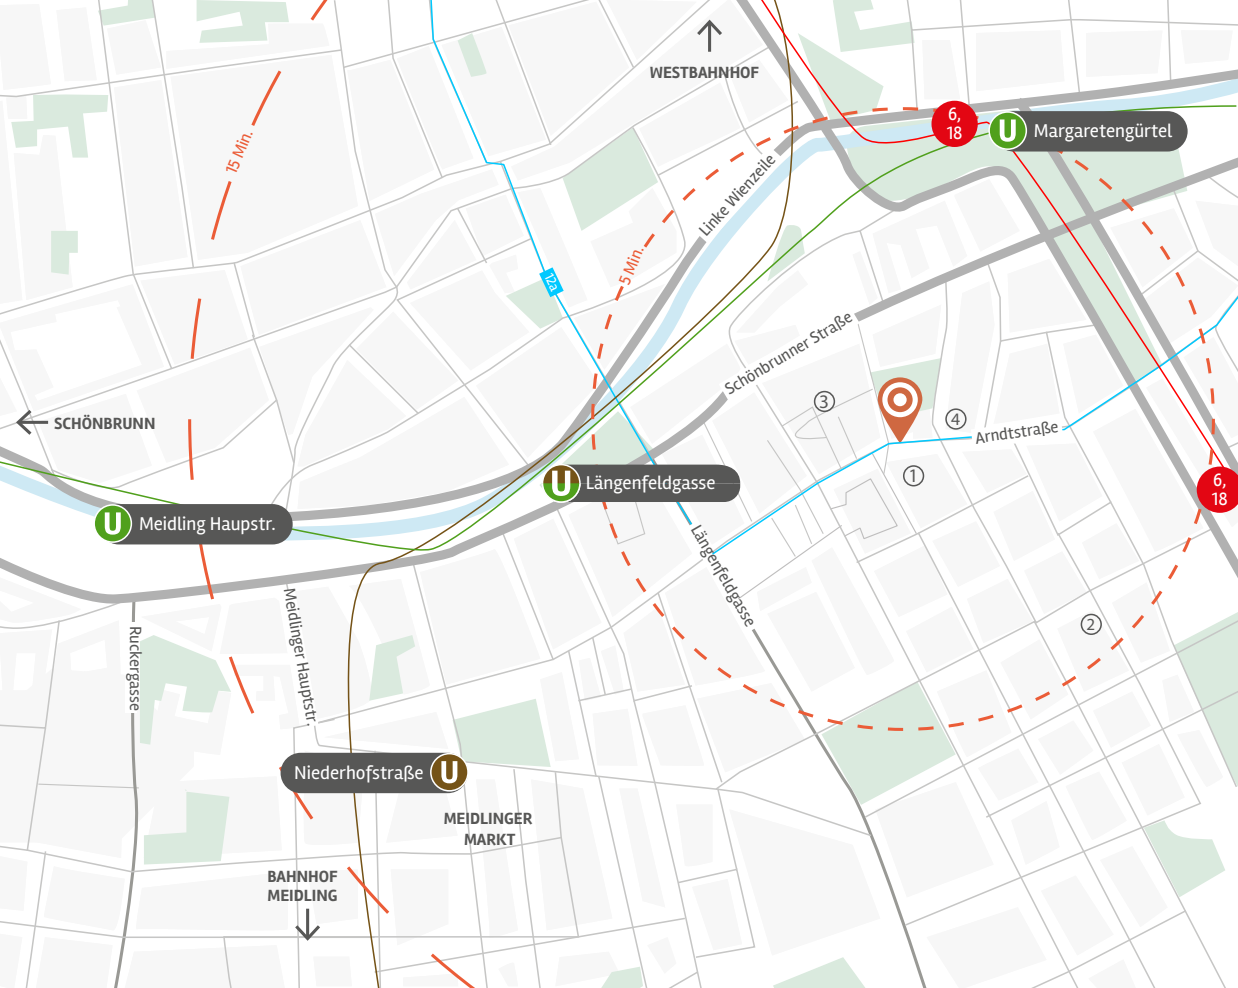 WESTBAHNHOF
6,
18
U
Margaretengürtel
15 Min.
Linke Wienzeile
5 Min.
12a
Schönbrunner Straße
SCHÖNBRUNN
3
4
Arndtstraße
1
U
Längenfeldgasse
6,
18
U
Meidling Haupstr.
Längenfeldgasse
Meidlinger Hauptstr.
Ruckergasse
2
Niederhofstraße
U
MEIDLINGER
MARKT
BAHNHOF
MEIDLING